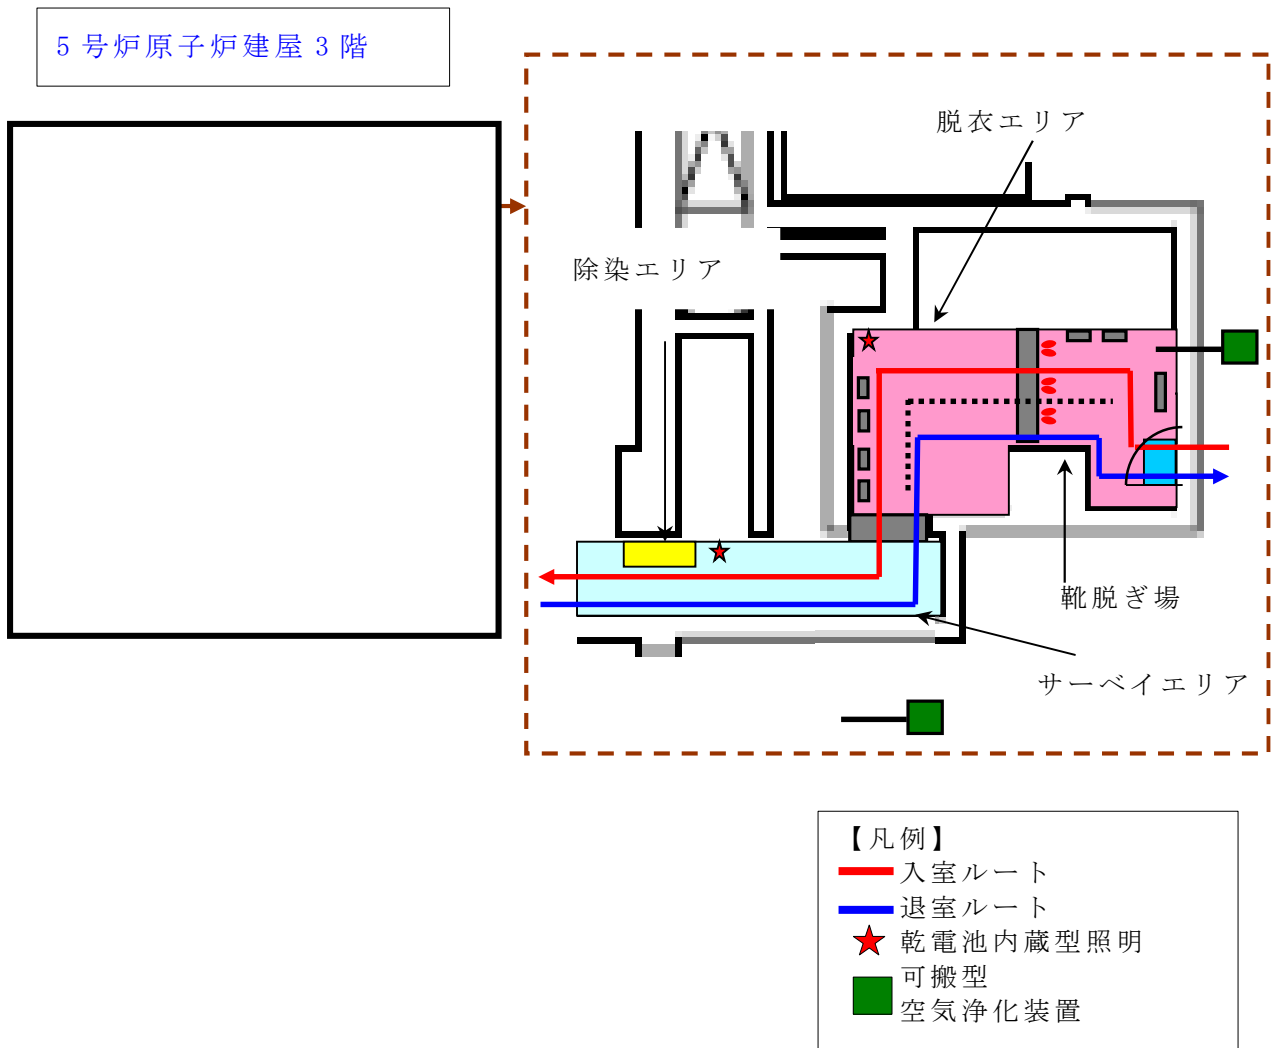 5号炉原子炉建屋3階
脱衣エリア
除染エリア
靴脱ぎ場
サーベイエリア
【凡例】
入室ルート
退室ルート
乾電池内蔵型照明
可搬型
空気浄化装置